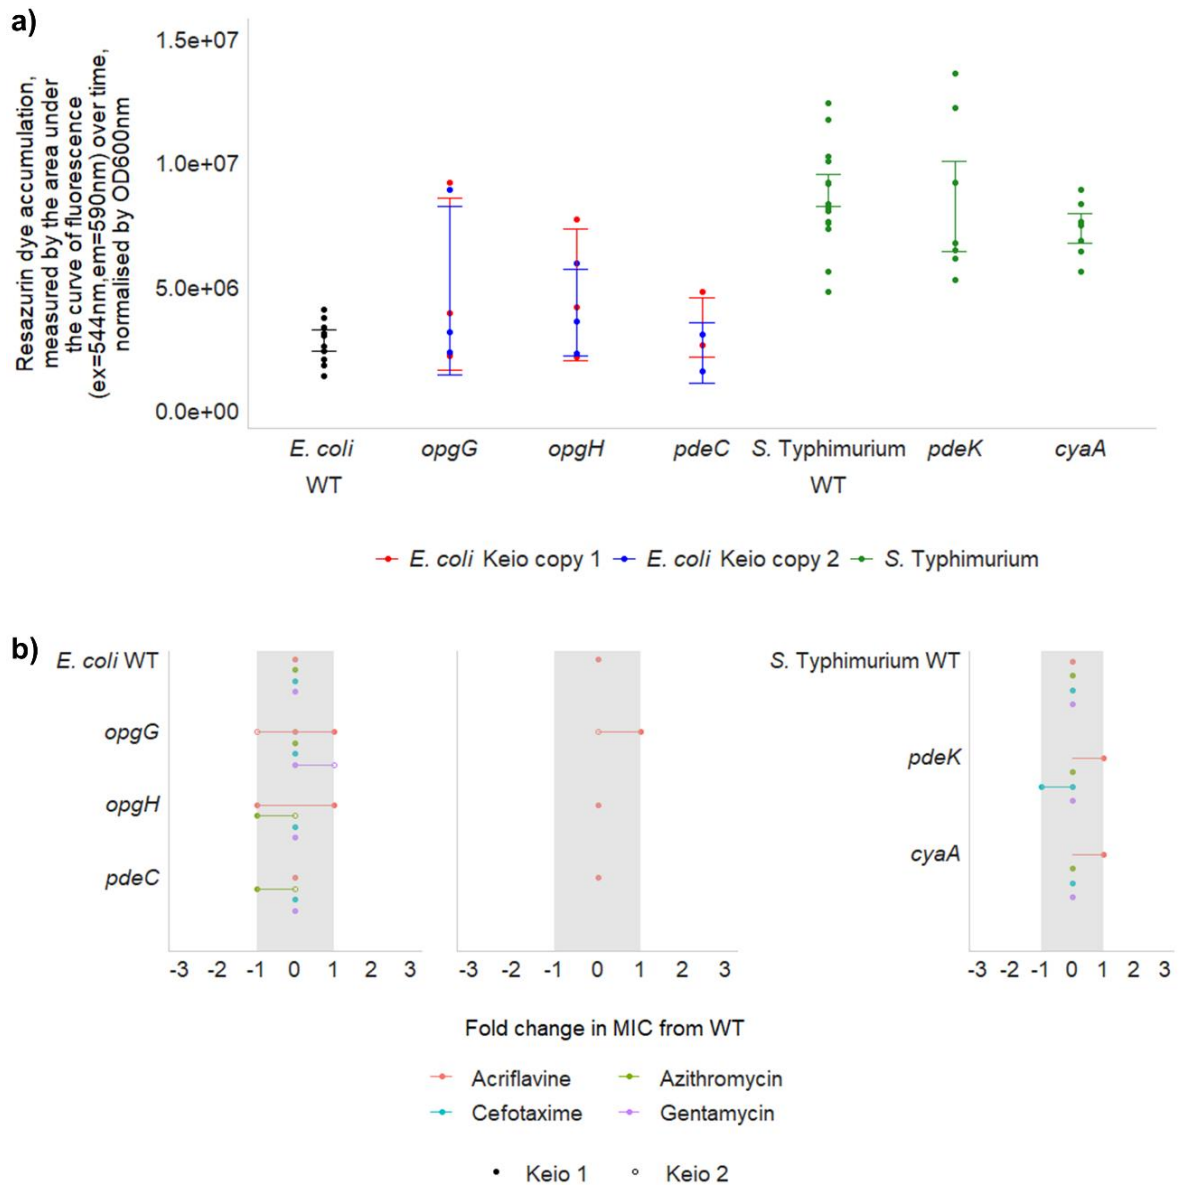 a)
Resazurin dye accumulation,
measured by the area under
the curve of fluorescence
(ex=544nm,em=590nm) over time,
normalised by OD600nm
1.5e+07
1.0e+07
5.0e+06
0.0e+00
E. coli WT
opgG
opgH
pdeC
S. Typhimurium WT
pdeK
cyaA
E. coli Keio copy 1 E. coli Keio copy 2 S. Typhimurium
b)
E. coli WT
opgG
opgH
pdeC
-3 -2 -1 0 1 2 3
-3 -2 -1 0 1 2 3
S. Typhimurium WT
pdeK
cyaA
-3 -2 -1 0 1 2 3
Fold change in MIC from WT
Acriflavine Azithromycin
Cefotaxime Gentamycin
Keio 1 Keio 2